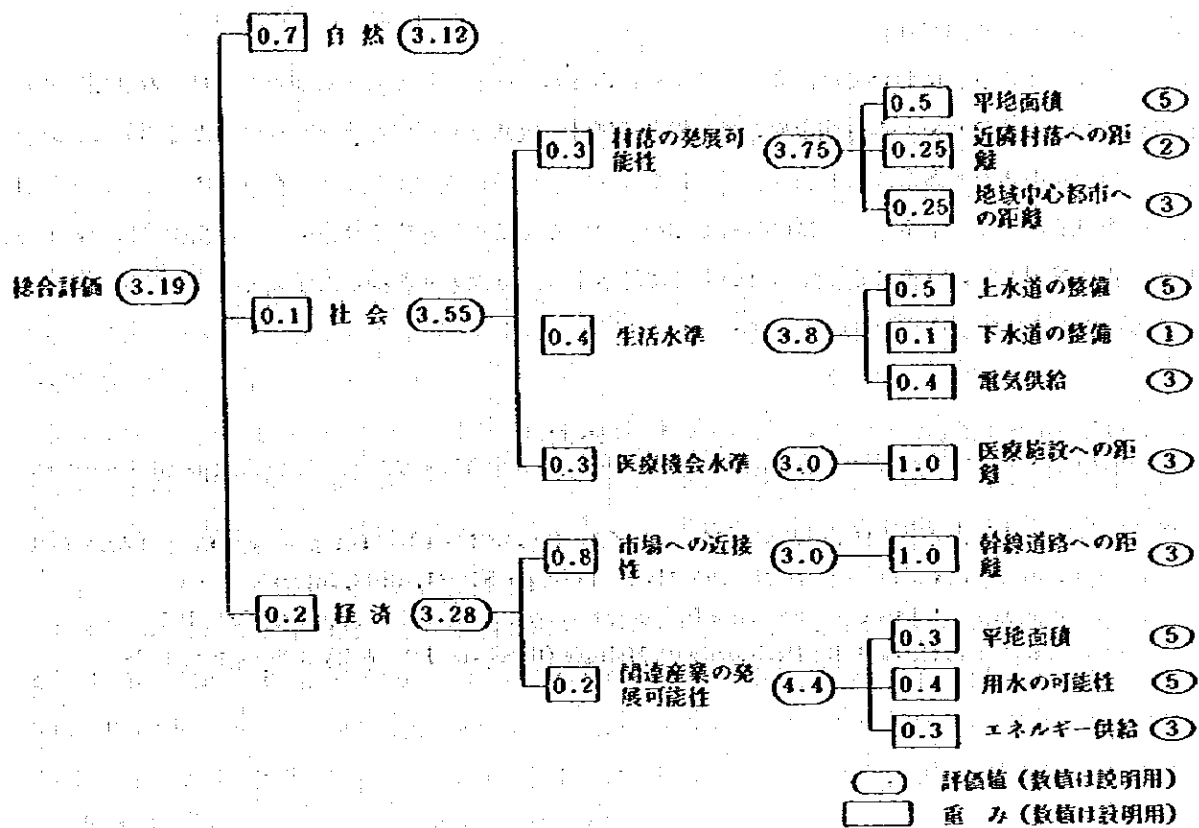 0.7 自然 3.12
0.5 平地面積 5
0.3 村落の発展可
能性 3.75
0.25 近隣村落への距
離 2
0.25 地域中心都市へ
の距離 3
総合評価 3.19
0.1 社会 3.55
0.5 上水道の整備 5
0.4 生活水準 3.8
0.1 下水道の整備 1
0.4 電気供給 3
0.3 医療機会水準 3.0
1.0 医療施設への距
離 3
0.8 市場への近接
性 3.0
1.0 幹線道路への距
離 3
0.2 経済 3.28
0.3 平地面積 5
0.2 関連産業の発
展可能性 4.4
0.4 用水の可能性 5
0.3 エネルギー供給 3
評価値(数値は説明用)
重み(数値は説明用)